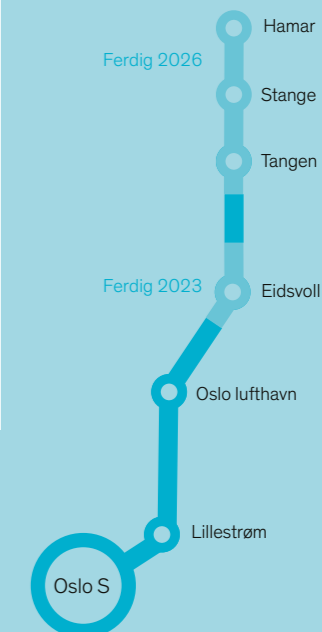 Hamar
Ferdig 2026
Stange
Tangen
Ferdig 2023
Eidsvoll
Oslo lufthavn
Lillestrøm
Oslo S